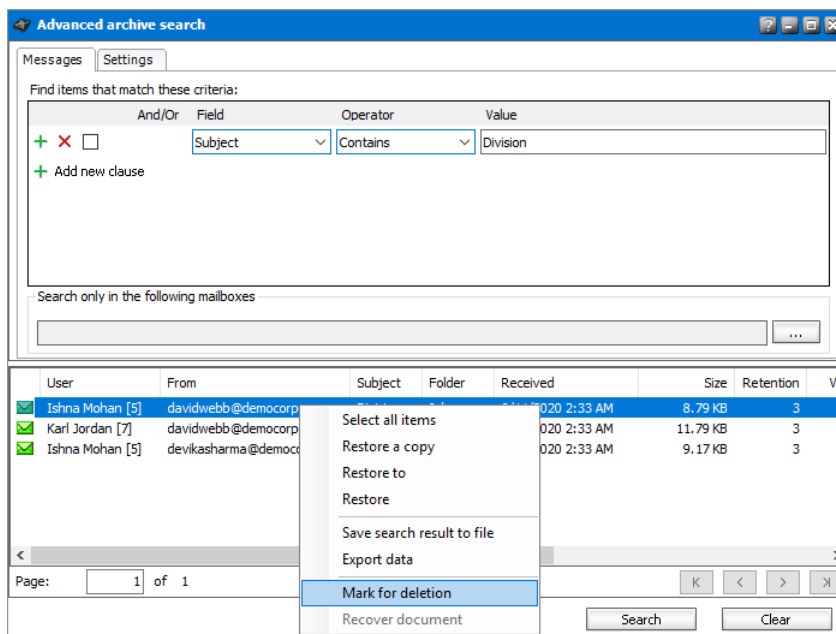 Advanced archive search
Messages Settings
Find items that match these criteria:
And/Or Field Operator Value
Subject Contains Division
Add new clause
Search only in the following mailboxes
...
User From Subject Folder Received Size Retention
Ishna Mohan [5] davidwebb@democorp 2020 2:33 AM 8.79 KB 3
Karl Jordan [7] davidwebb@democorp 020 2:33 AM 11.79 KB 3
Ishna Mohan [5] devikasharma@democ 020 2:33 AM 9.17 KB 3
Select all items
Restore a copy
Restore to
Restore
Save search result to file
Export data
Mark for deletion
Recover document
Page: 1 of 1
Search Clear